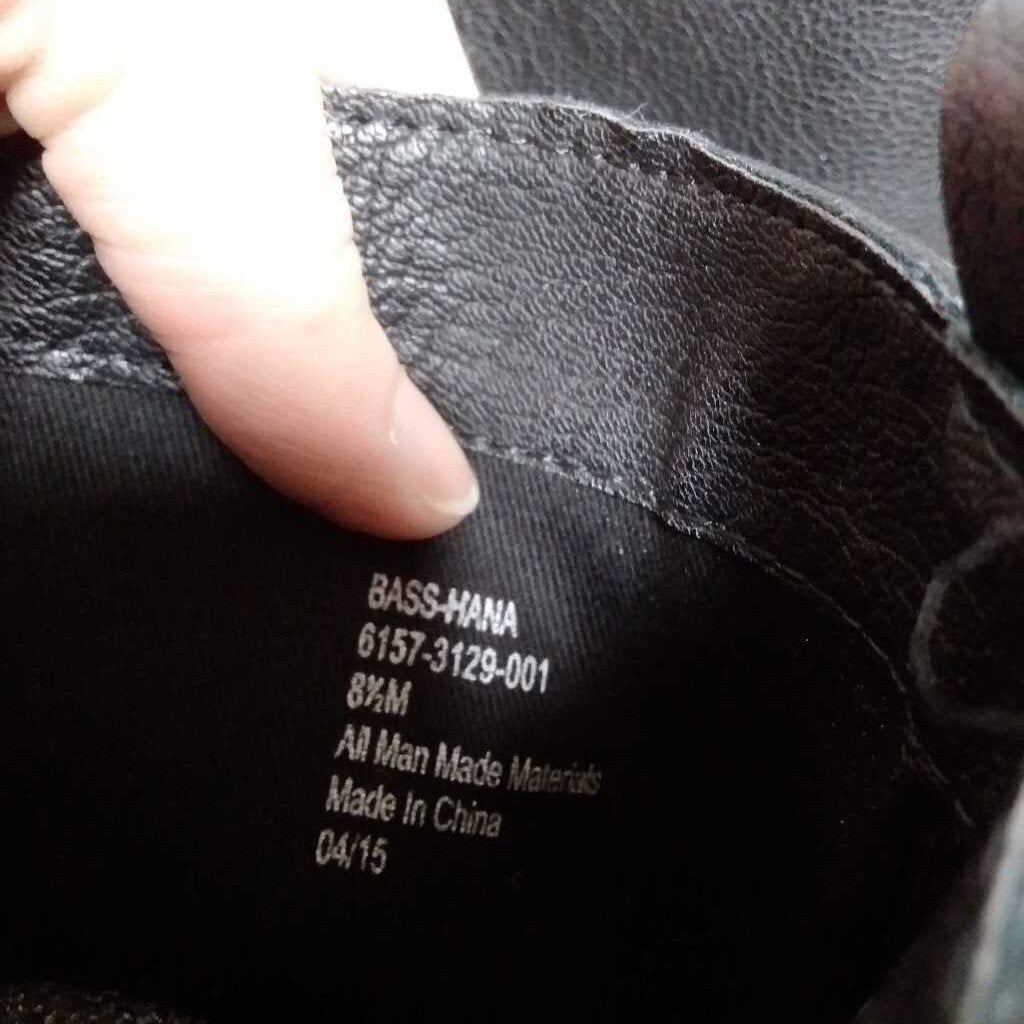 BASS-HANA
6157-3129-001
8½M
All Man Made Materials
Made In China
04/15